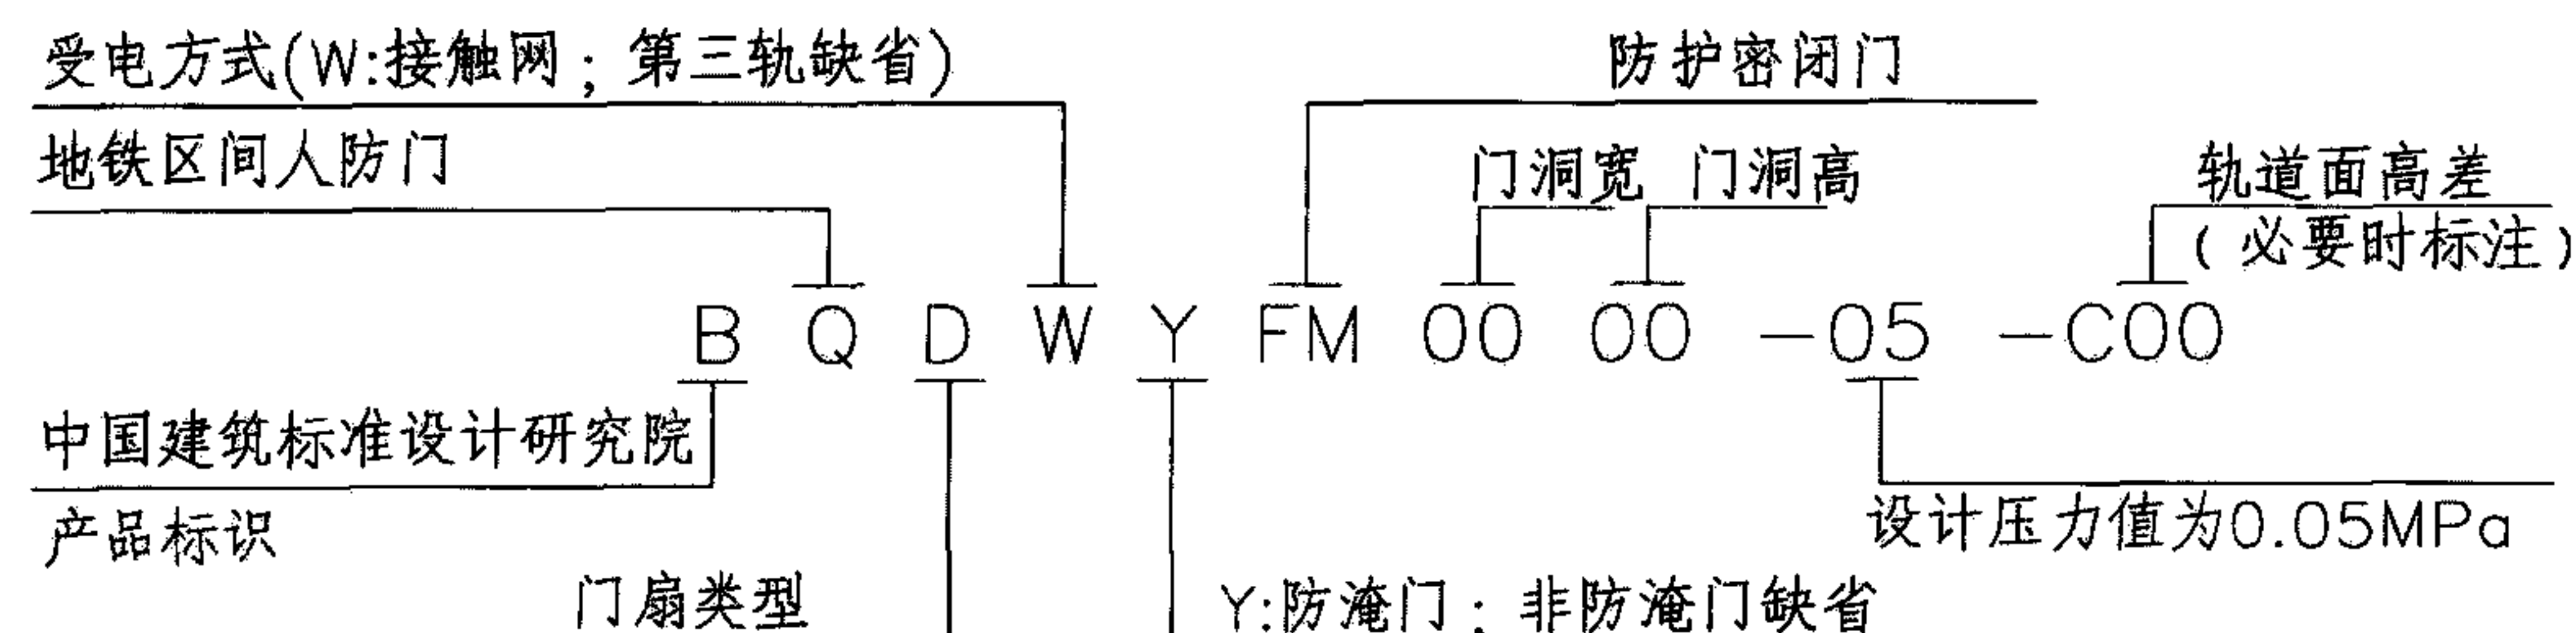 受电方式(W:接触网；第三轨缺省)
防护密闭门
地铁区间人防门
门洞宽 门洞高
轨道面高差
(必要时标注)
B Q D W Y FM 00 00 -05 -C00
中国建筑标准设计研究院
产品标识
设计压力值为0.05MPa
门扇类型
Y:防淹门；非防淹门缺省